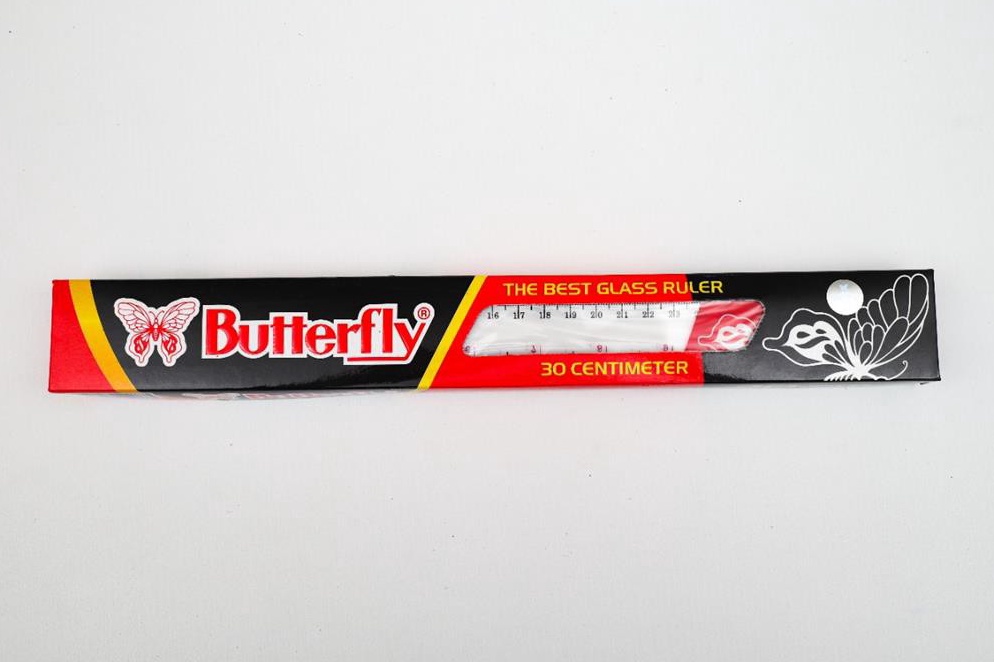 Butterfly®
THE BEST GLASS RULER
16 17 18 19 20 21 22 23
30 CENTIMETER